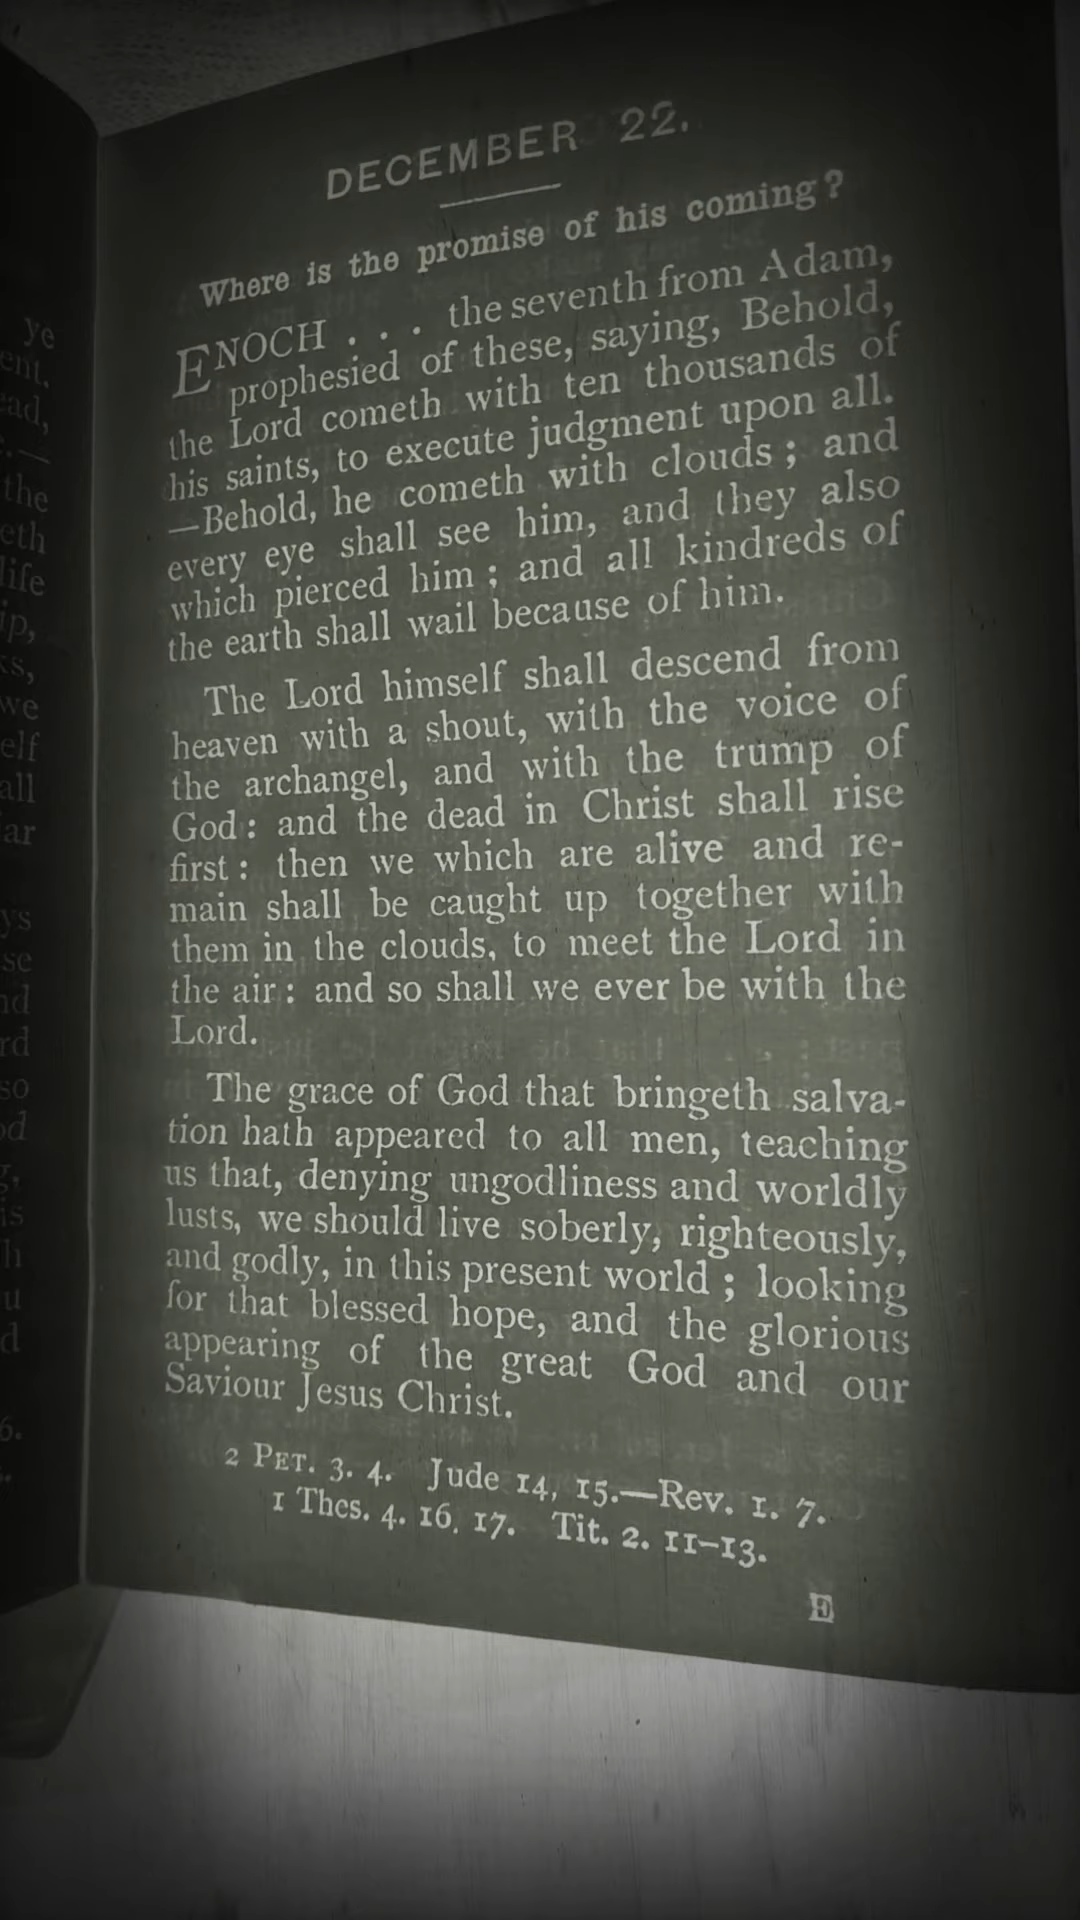 DECEMBER 22.
Where is the promise of his coming?
ENOCH . . . the seventh from Adam,
prophesied of these, saying, Behold,
the Lord cometh with ten thousands of
his saints, to execute judgment upon all.
—Behold, he cometh with clouds; and
every eye shall see him, and they also
which pierced him; and all kindreds of
the earth shall wail because of him.
The Lord himself shall descend from
heaven with a shout, with the voice of
the archangel, and with the trump of
God: and the dead in Christ shall rise
first: then we which are alive and re-
main shall be caught up together with
them in the clouds, to meet the Lord in
the air: and so shall we ever be with the
Lord.
The grace of God that bringeth salva-
tion hath appeared to all men, teaching
us that, denying ungodliness and worldly
lusts, we should live soberly, righteously,
and godly, in this present world; looking
for that blessed hope, and the glorious
appearing of the great God and our
Saviour Jesus Christ.
2 PET. 3. 4. Jude 14, 15.—Rev. 1. 7.
1 Thes. 4. 16, 17. Tit. 2. 11–13.
E